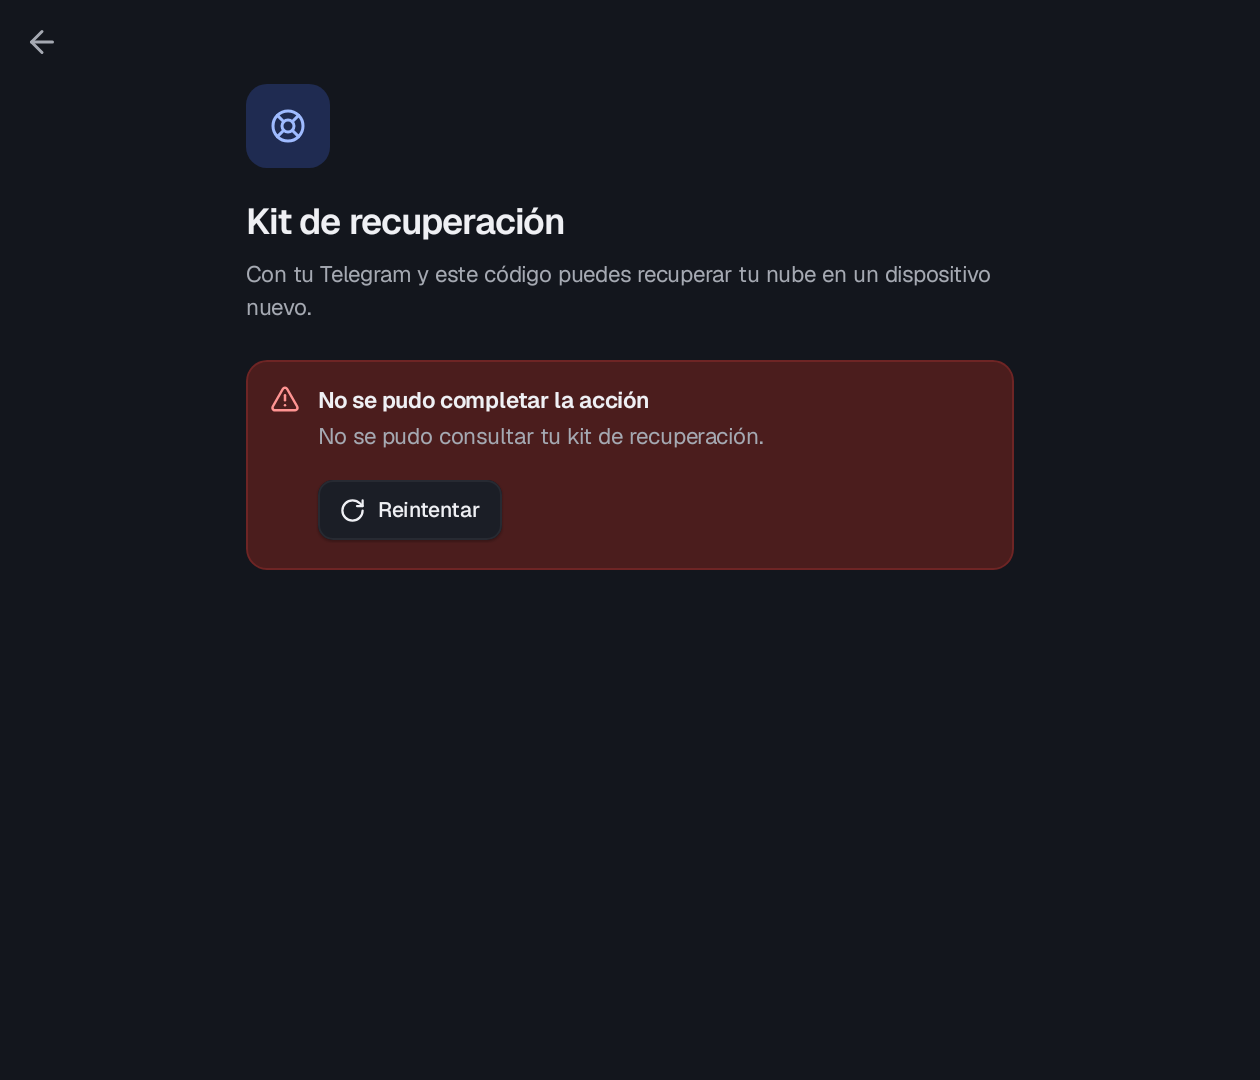 Kit de recuperación
Con tu Telegram y este código puedes recuperar tu nube en un dispositivo
nuevo.
No se pudo completar la acción
No se pudo consultar tu kit de recuperación.
Reintentar